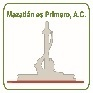 Mazatlán es Primero, A.C.